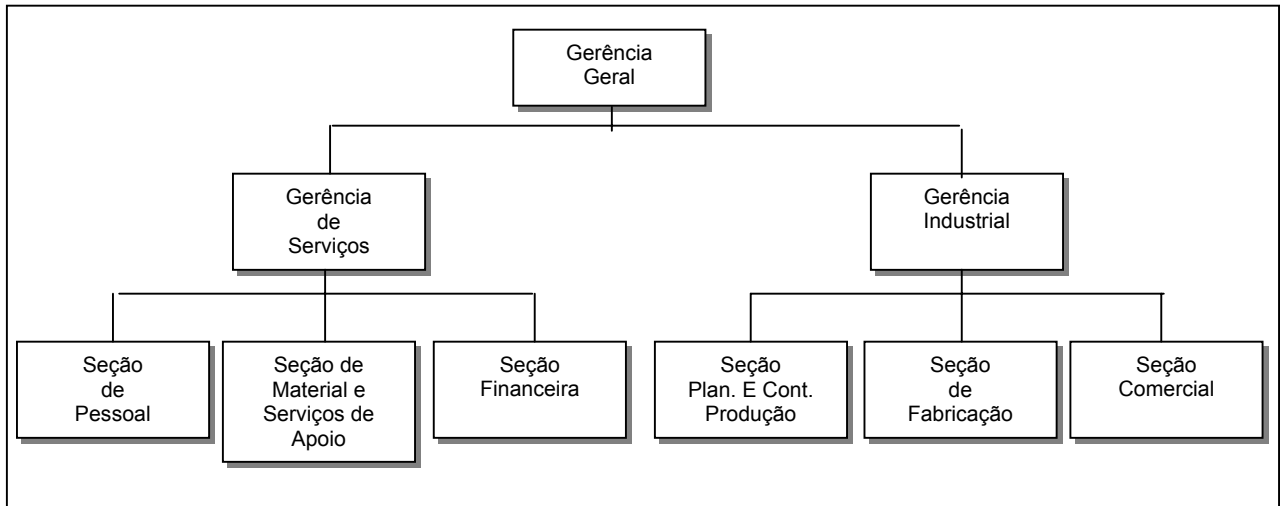 Gerência
Geral
Gerência
de
Serviços
Gerência
Industrial
Seção
de
Pessoal
Seção de
Material e
Serviços de
Apoio
Seção
Financeira
Seção
Plan. E Cont.
Produção
Seção
de
Fabricação
Seção
Comercial